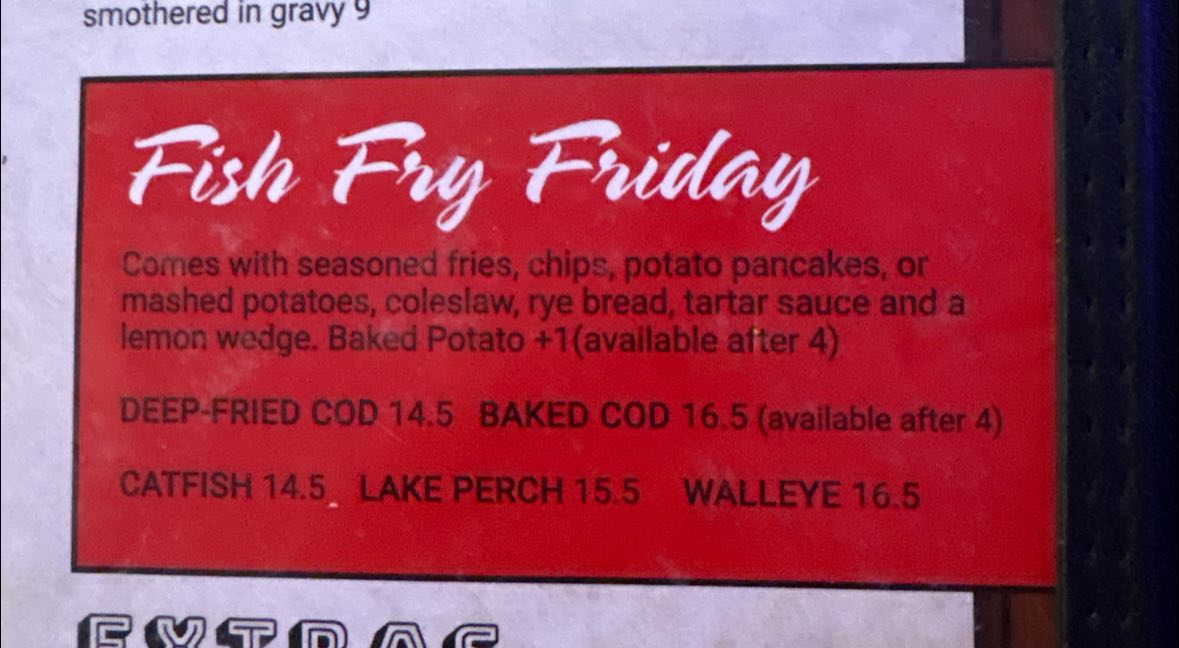 smothered in gravy 9
Fish Fry Friday
Comes with seasoned fries, chips, potato pancakes, or
mashed potatoes, coleslaw, rye bread, tartar sauce and a
lemon wedge. Baked Potato +1(available after 4)
DEEP-FRIED COD 14.5 BAKED COD 16.5 (available after 4)
CATFISH 14.5 LAKE PERCH 15.5 WALLEYE 16.5
EXTRAS